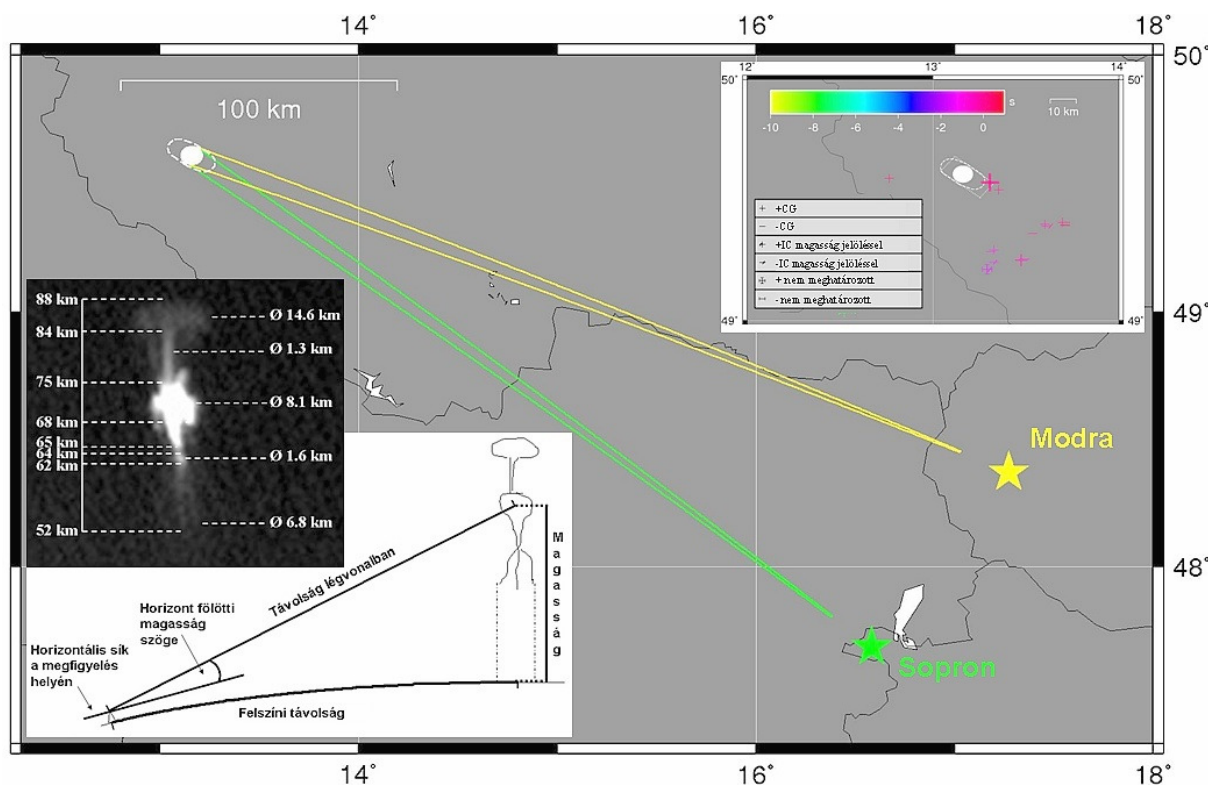 14°
16°
18°
50°
100 km
12°
13°
14°
50°
50°
s
-10
-8
-6
-4
-2
0
10 km
+ +CG
− -CG
+IC magasság jelöléssel
-IC magasság jelöléssel
+ nem meghatározott
- nem meghatározott
49°
49°
49°
88 km
84 km
75 km
68 km
65 km
64 km
62 km
52 km
Ø 14.6 km
Ø 1.3 km
Ø 8.1 km
Ø 1.6 km
Ø 6.8 km
Modra
Sopron
48°
Távolság légvonalban
Magasság
Horizont fölötti
magasság
szöge
Horizontális sík
a megfigyelés
helyén
Felszíni távolság
14°
16°
18°